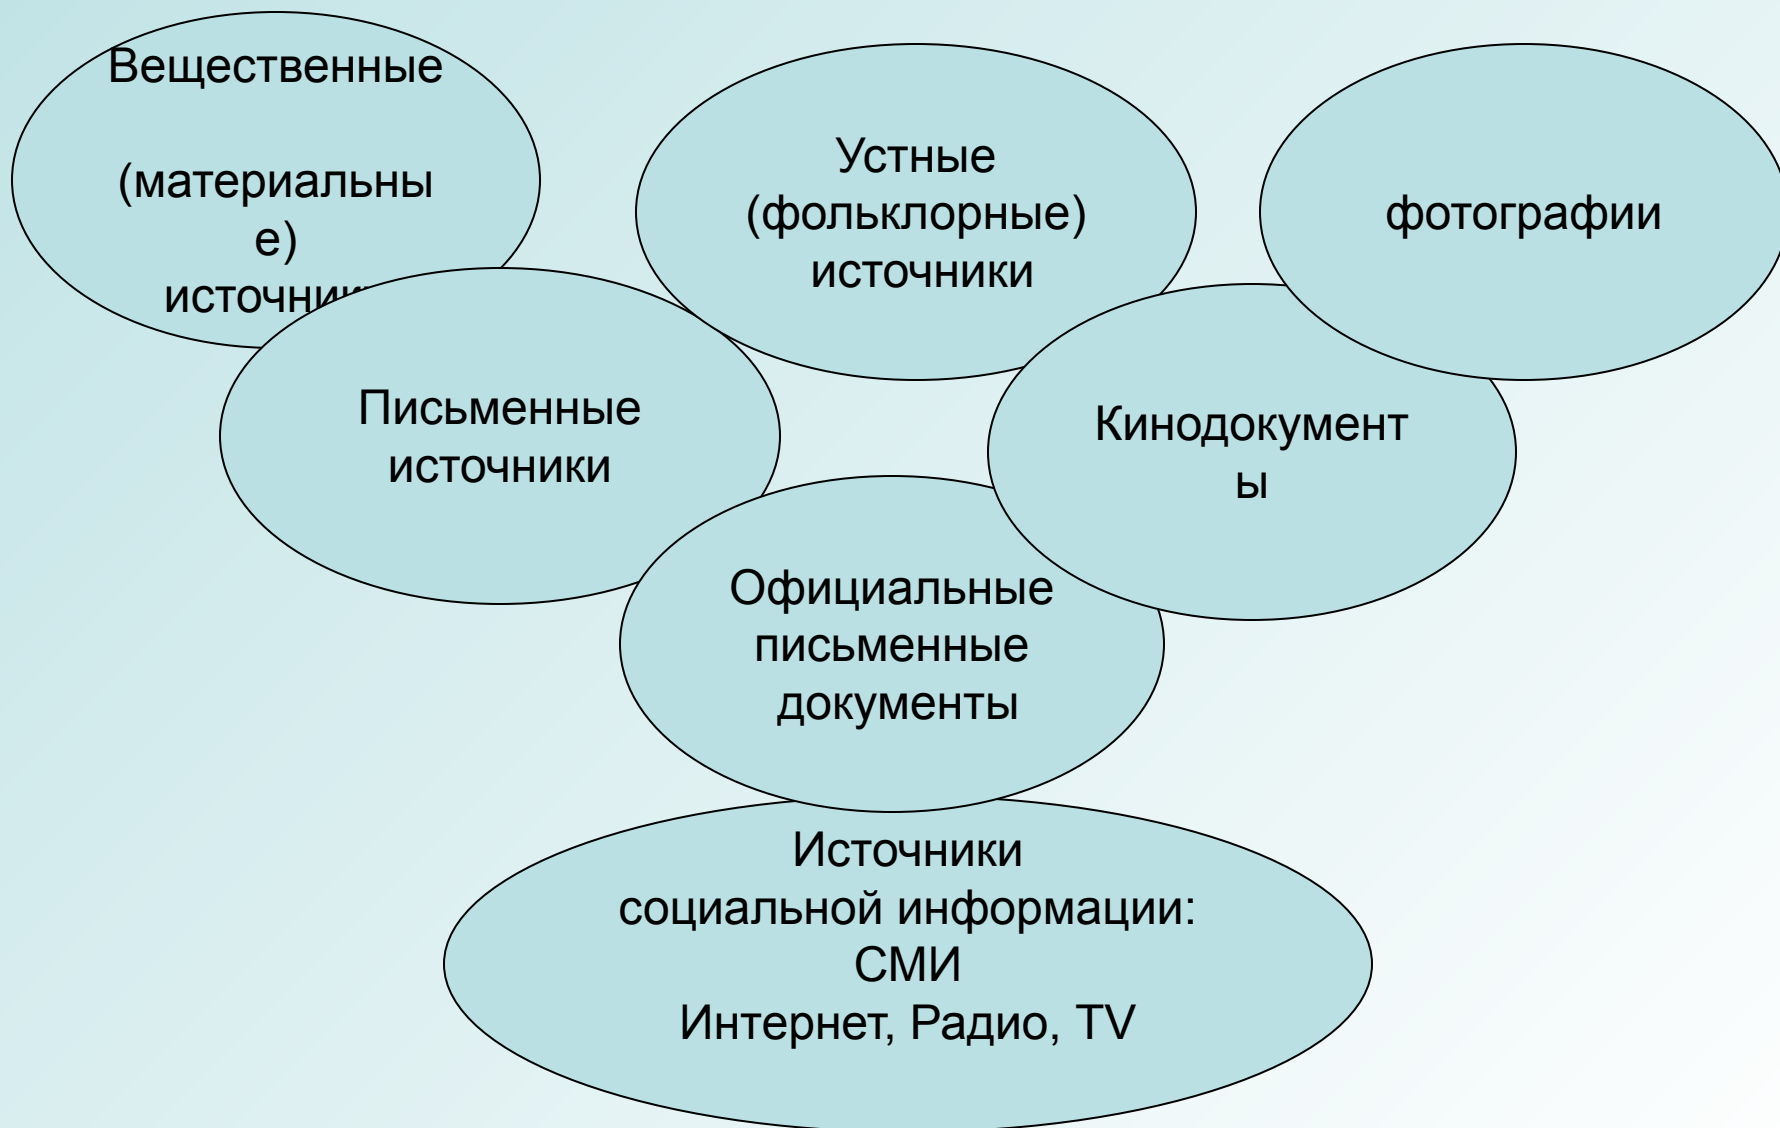 Вещественные
(материальны
е)
Устные
(фольклорные)
источники
фотографии
Письменные
источники
Кинодокумент
ы
Официальные
письменные
документы
Источники
социальной информации:
СМИ
Интернет, Радио, TV